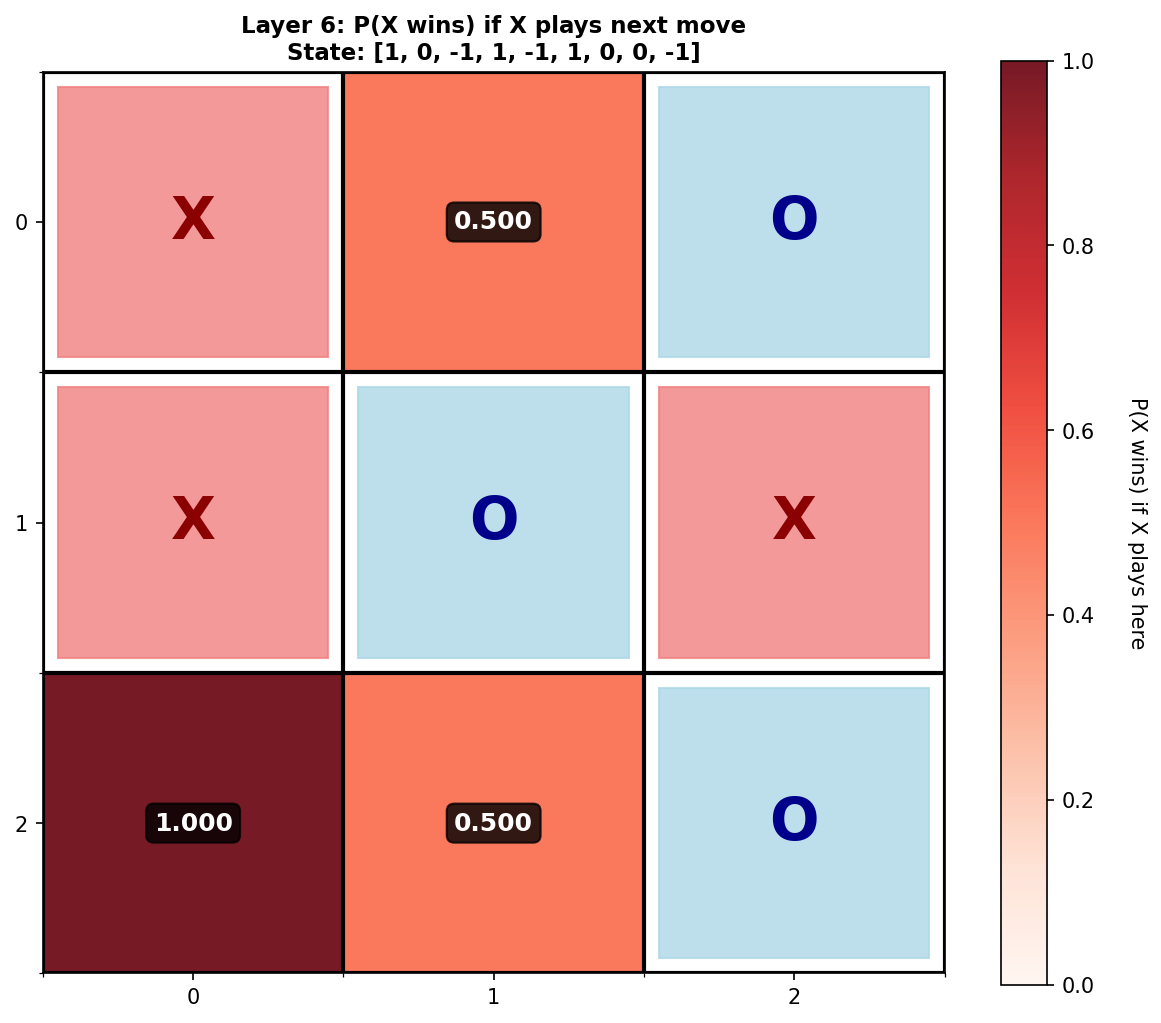 Layer 6: P(X wins) if X plays next move
State: [1, 0, -1, 1, -1, 1, 0, 0, -1]
0
X
0.500
O
1
X
O
X
2
1.000
0.500
O
0
1
2
1.0
0.8
0.6
0.4
0.2
0.0
P(X wins) if X plays here